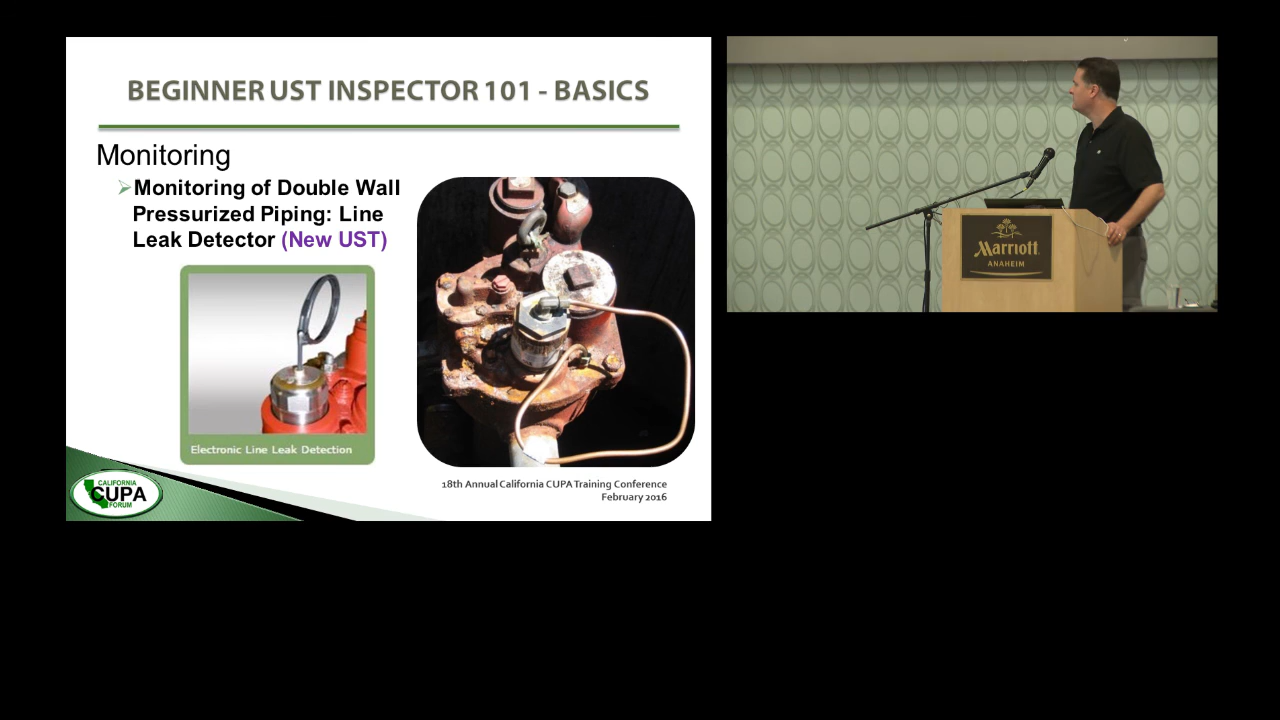 BEGINNER UST INSPECTOR 101 - BASICS
Monitoring
Monitoring of Double Wall
Pressurized Piping: Line
Leak Detector (New UST)
Electronic Line Leak Detection
CALIFORNIA
CUPA
FORUM
18th Annual California CUPA Training Conference
February 2016
Marriott
ANAHEIM